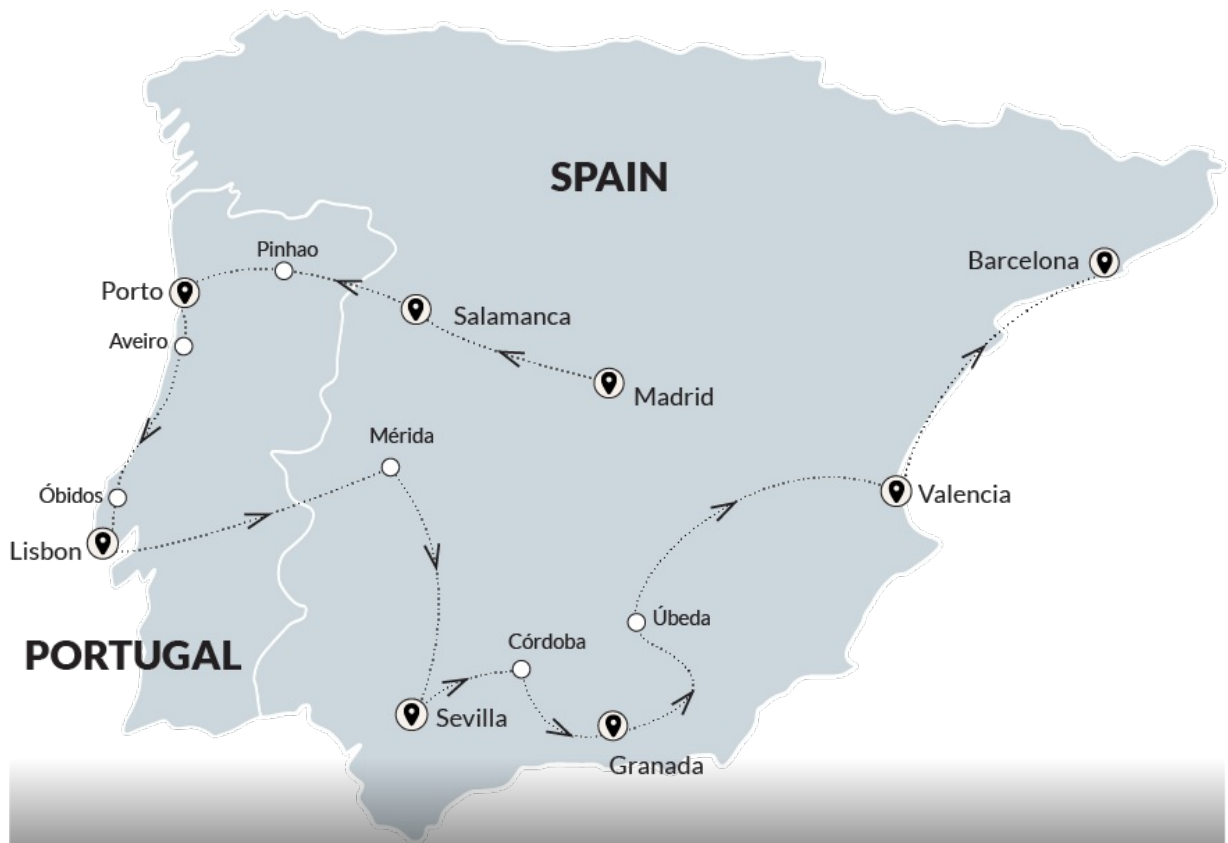 SPAIN
Pinhao
Barcelona
Porto
Salamanca
Aveiro
Madrid
Mérida
Óbidos
Valencia
Lisbon
Úbeda
Córdoba
PORTUGAL
Sevilla
Granada